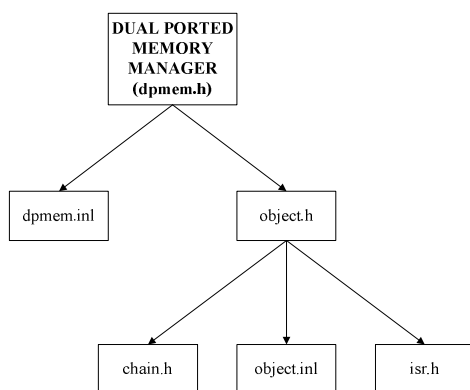 DUAL PORTED
MEMORY
MANAGER
(dpmem.h)
dpmem.inl
object.h
chain.h
object.inl
isr.h